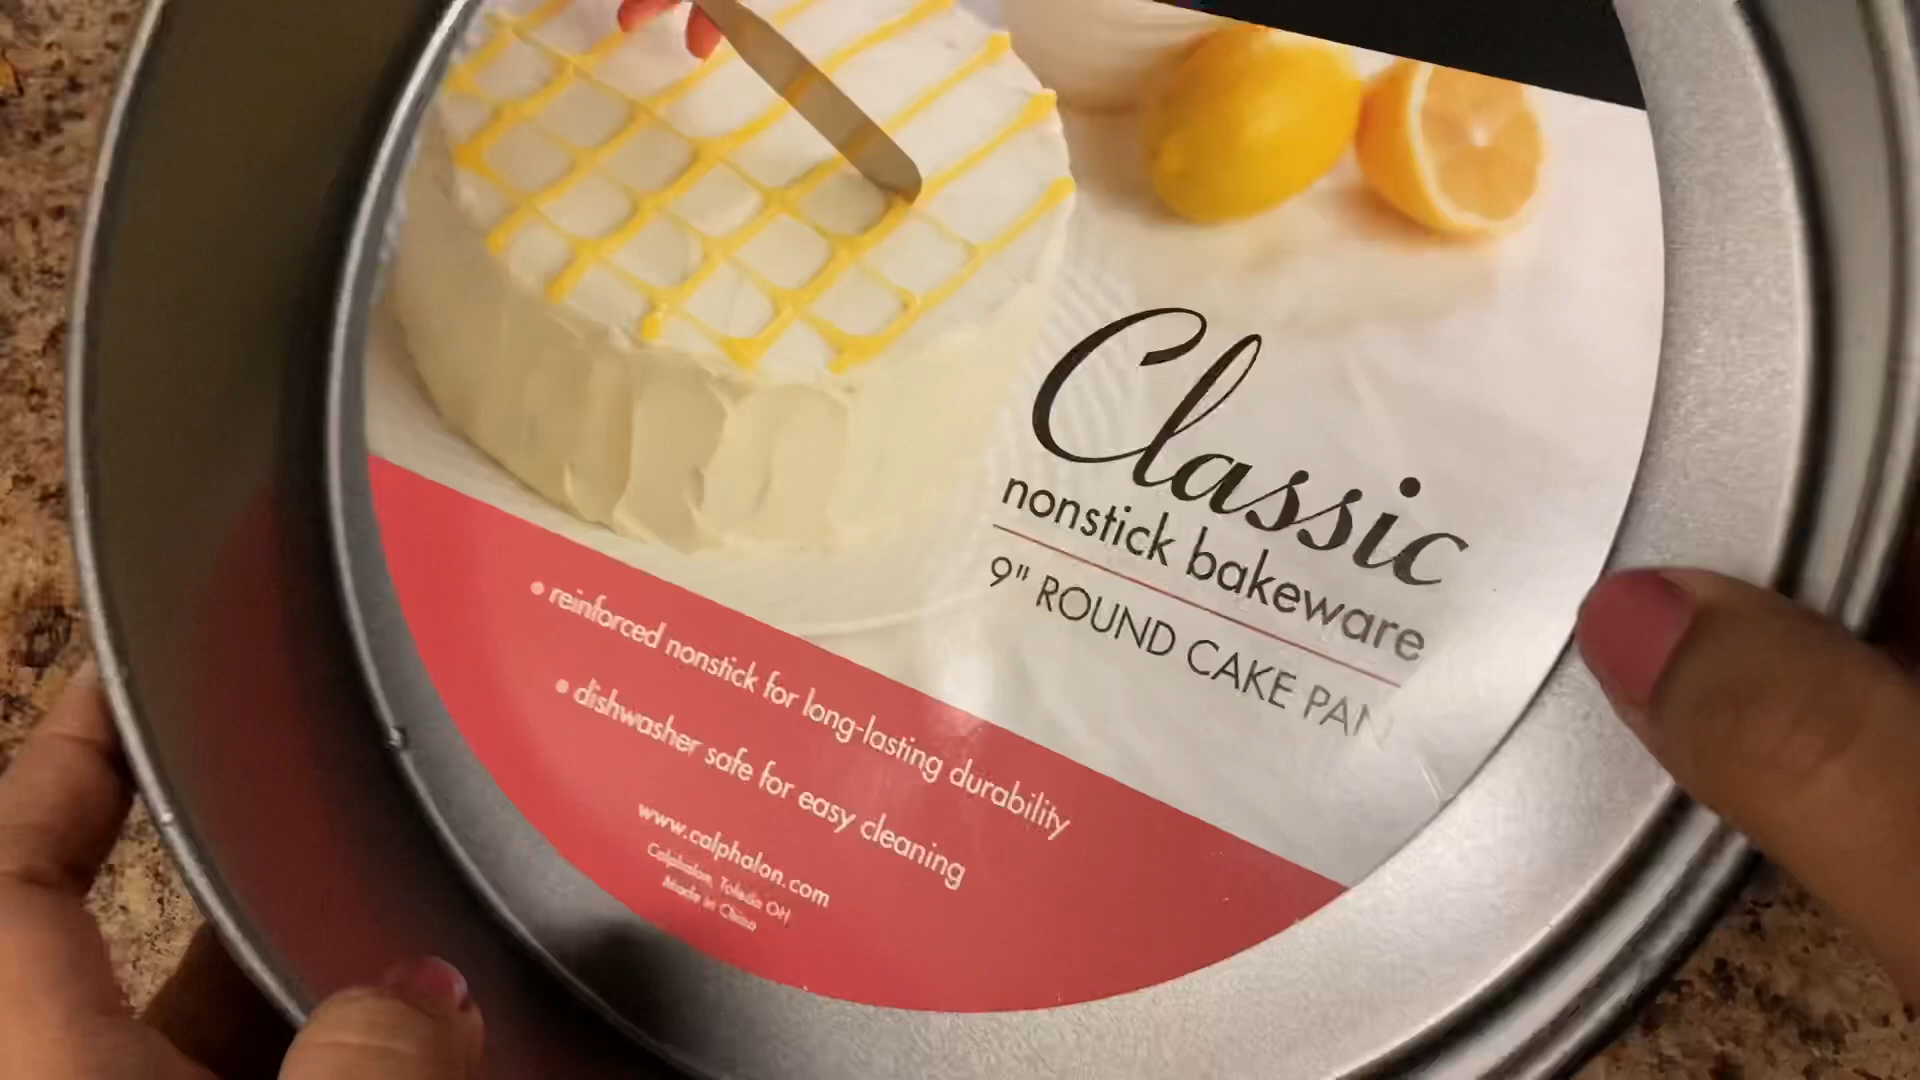 Classic
nonstick bakeware
9" ROUND CAKE PAN
• reinforced nonstick for long-lasting durability
• dishwasher safe for easy cleaning
www.calphalon.com
Calphalon, Toledo OH
Made in China